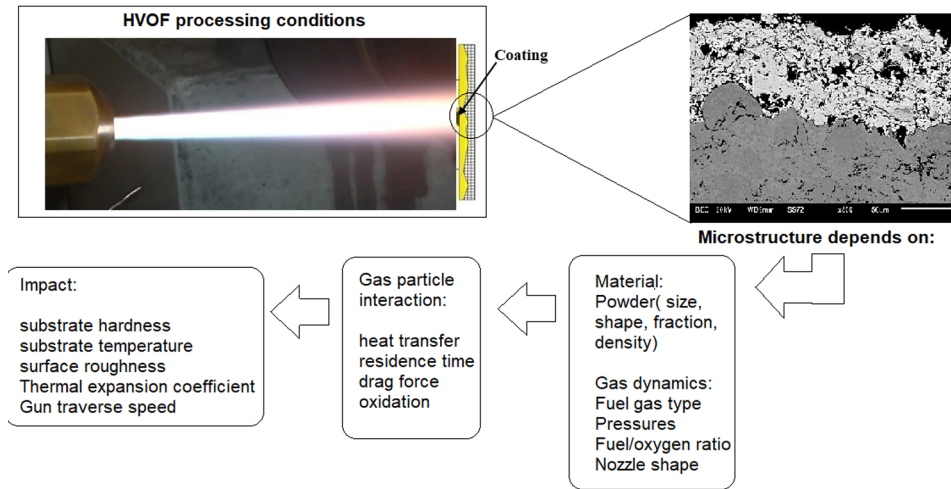 HVOF processing conditions
Coating
Microstructure depends on:
Material:
Powder( size,
shape, fraction,
density)
Gas dynamics:
Fuel gas type
Pressures
Fuel/oxygen ratio
Nozzle shape
Gas particle
interaction:
heat transfer
residence time
drag force
oxidation
Impact:
substrate hardness
substrate temperature
surface roughness
Thermal expansion coefficient
Gun traverse speed